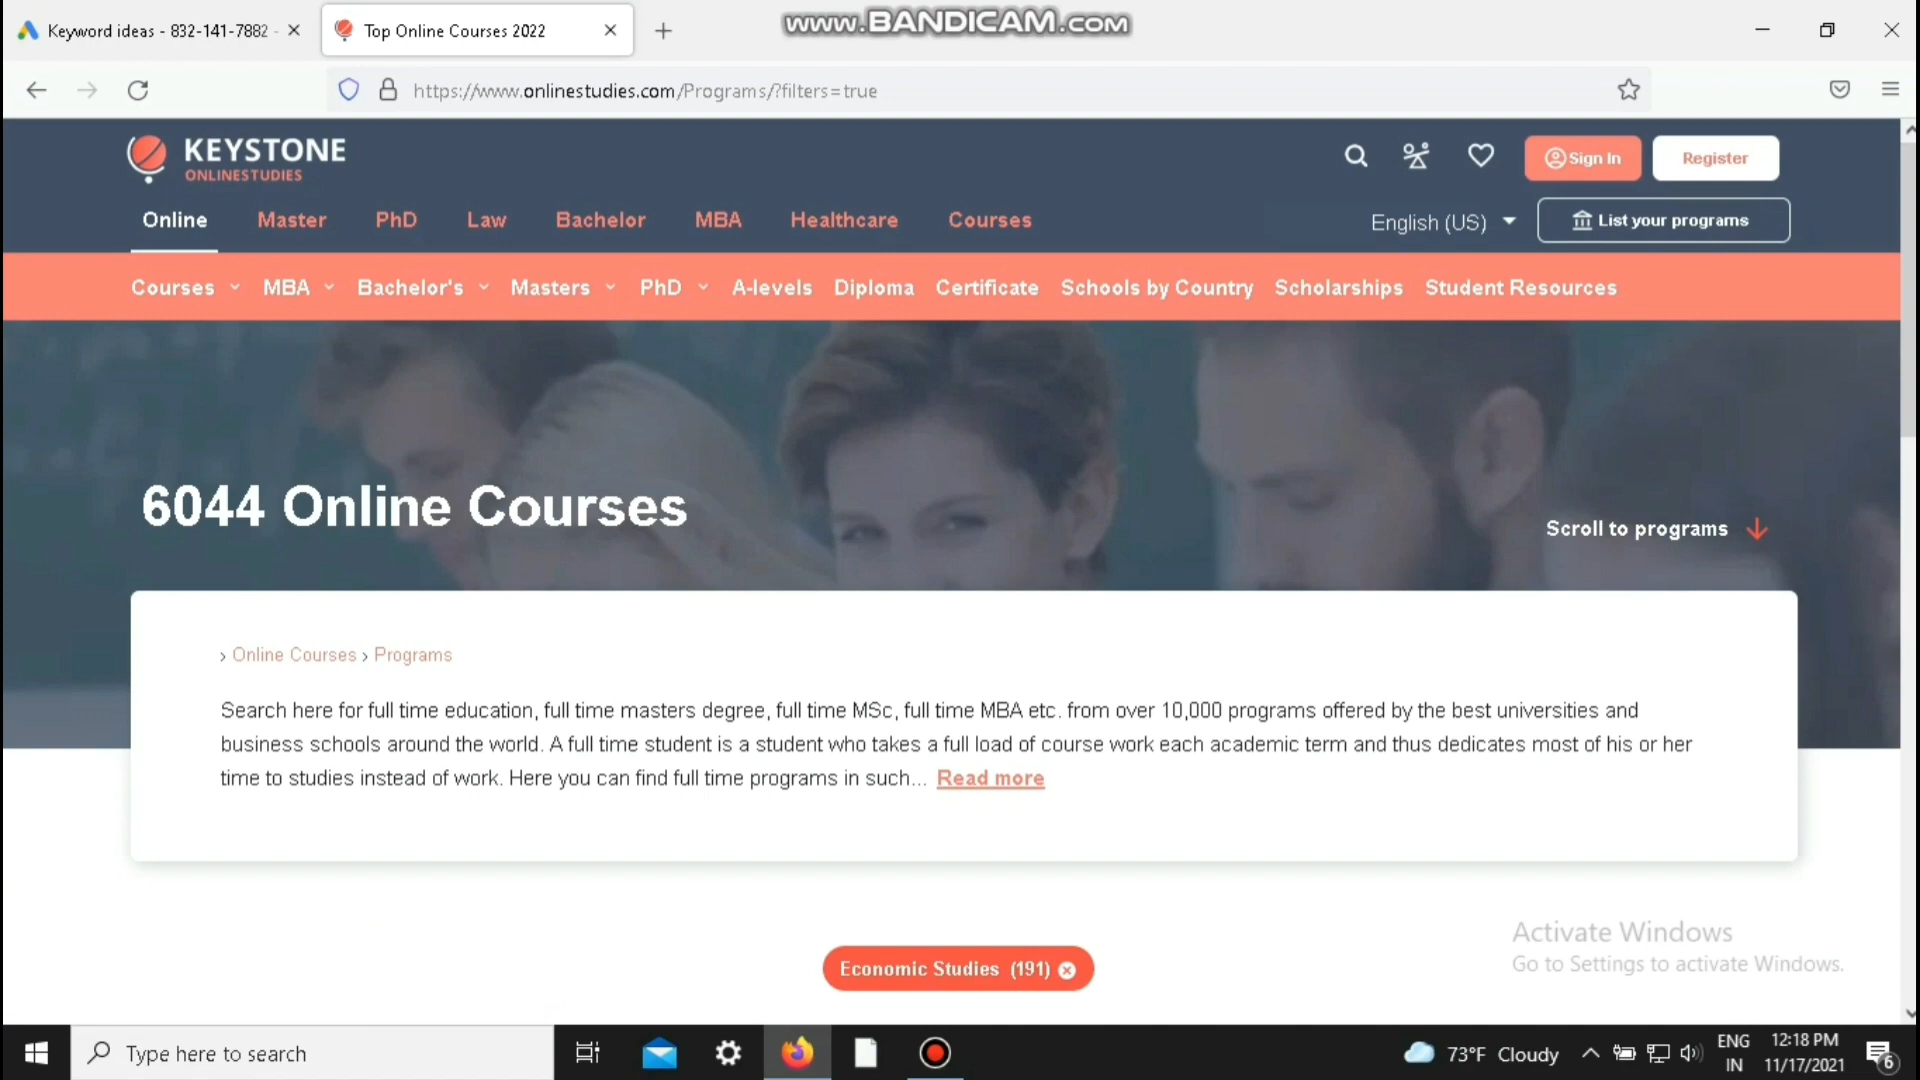 www.BANDICAM.com
Keyword ideas - 832-141-7882 -
Top Online Courses 2022
https://www.onlinestudies.com/Programs/?filters=true
KEYSTONE
ONLINESTUDIES
Sign In
Register
Online Master PhD Law Bachelor MBA Healthcare Courses
English (US)
List your programs
Courses MBA Bachelor's Masters PhD A-levels Diploma Certificate Schools by Country Scholarships Student Resources
6044 Online Courses
Scroll to programs
› Online Courses › Programs
Search here for full time education, full time masters degree, full time MSc, full time MBA etc. from over 10,000 programs offered by the best universities and
business schools around the world. A full time student is a student who takes a full load of course work each academic term and thus dedicates most of his or her
time to studies instead of work. Here you can find full time programs in such... Read more
Economic Studies (191)
Activate Windows
Go to Settings to activate Windows.
Type here to search
73°F Cloudy
ENG
IN
12:18 PM
11/17/2021
6